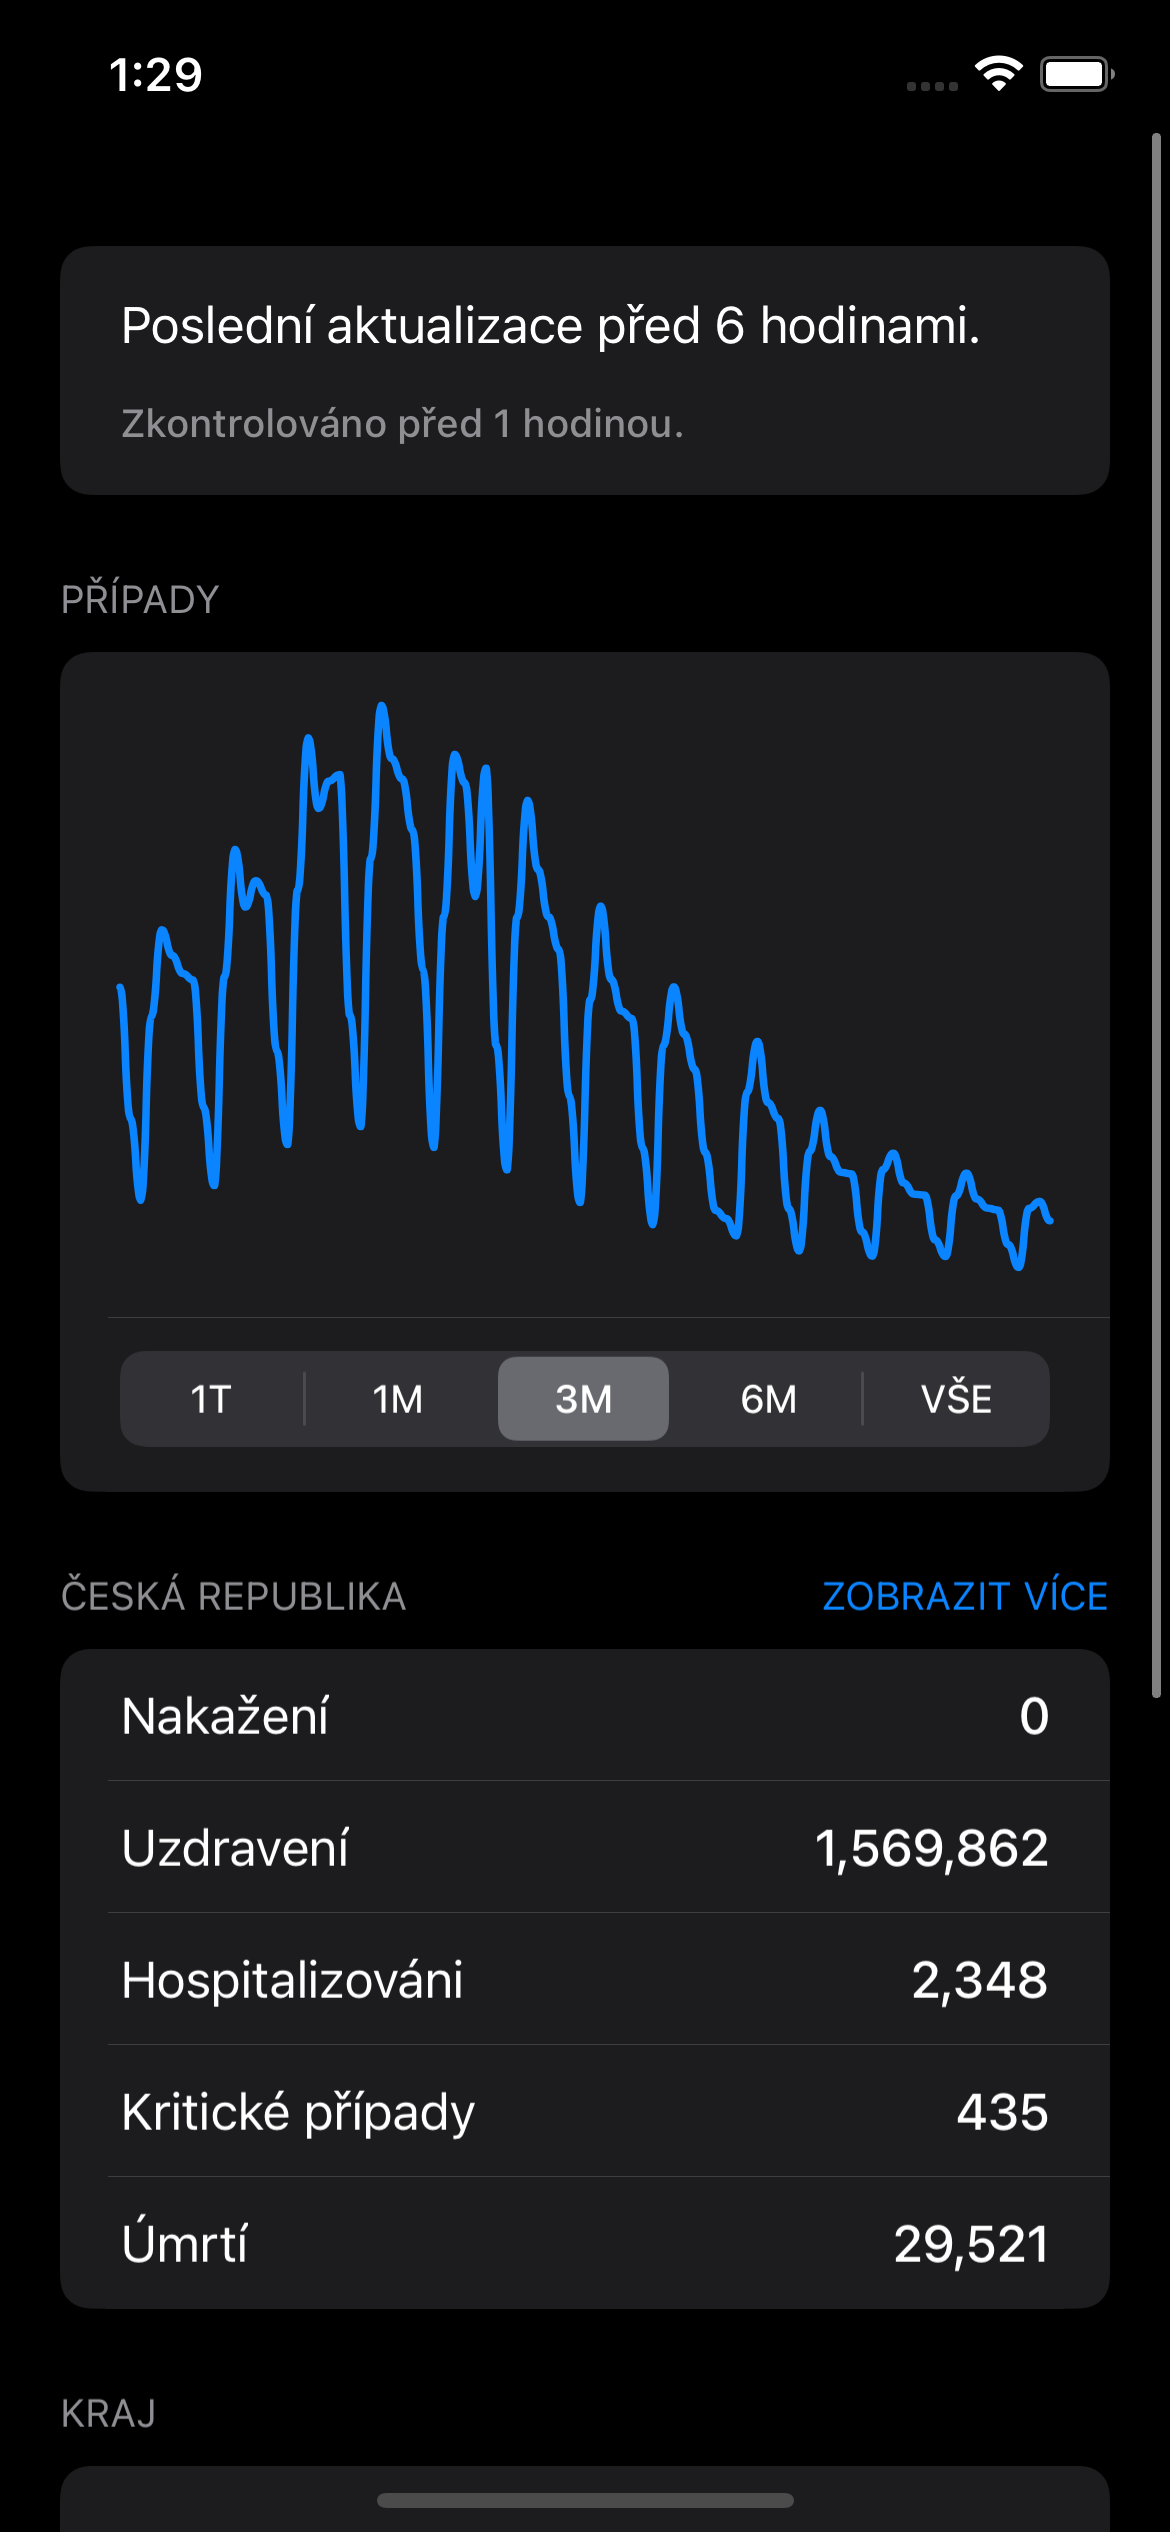 1:29
Poslední aktualizace před 6 hodinami.
Zkontrolováno před 1 hodinou.
PŘÍPADY
1T 1M 3M 6M VŠE
ČESKÁ REPUBLIKA ZOBRAZIT VÍCE
Nakažení 0
Uzdravení 1,569,862
Hospitalizováni 2,348
Kritické případy 435
Úmrtí 29,521
KRAJ